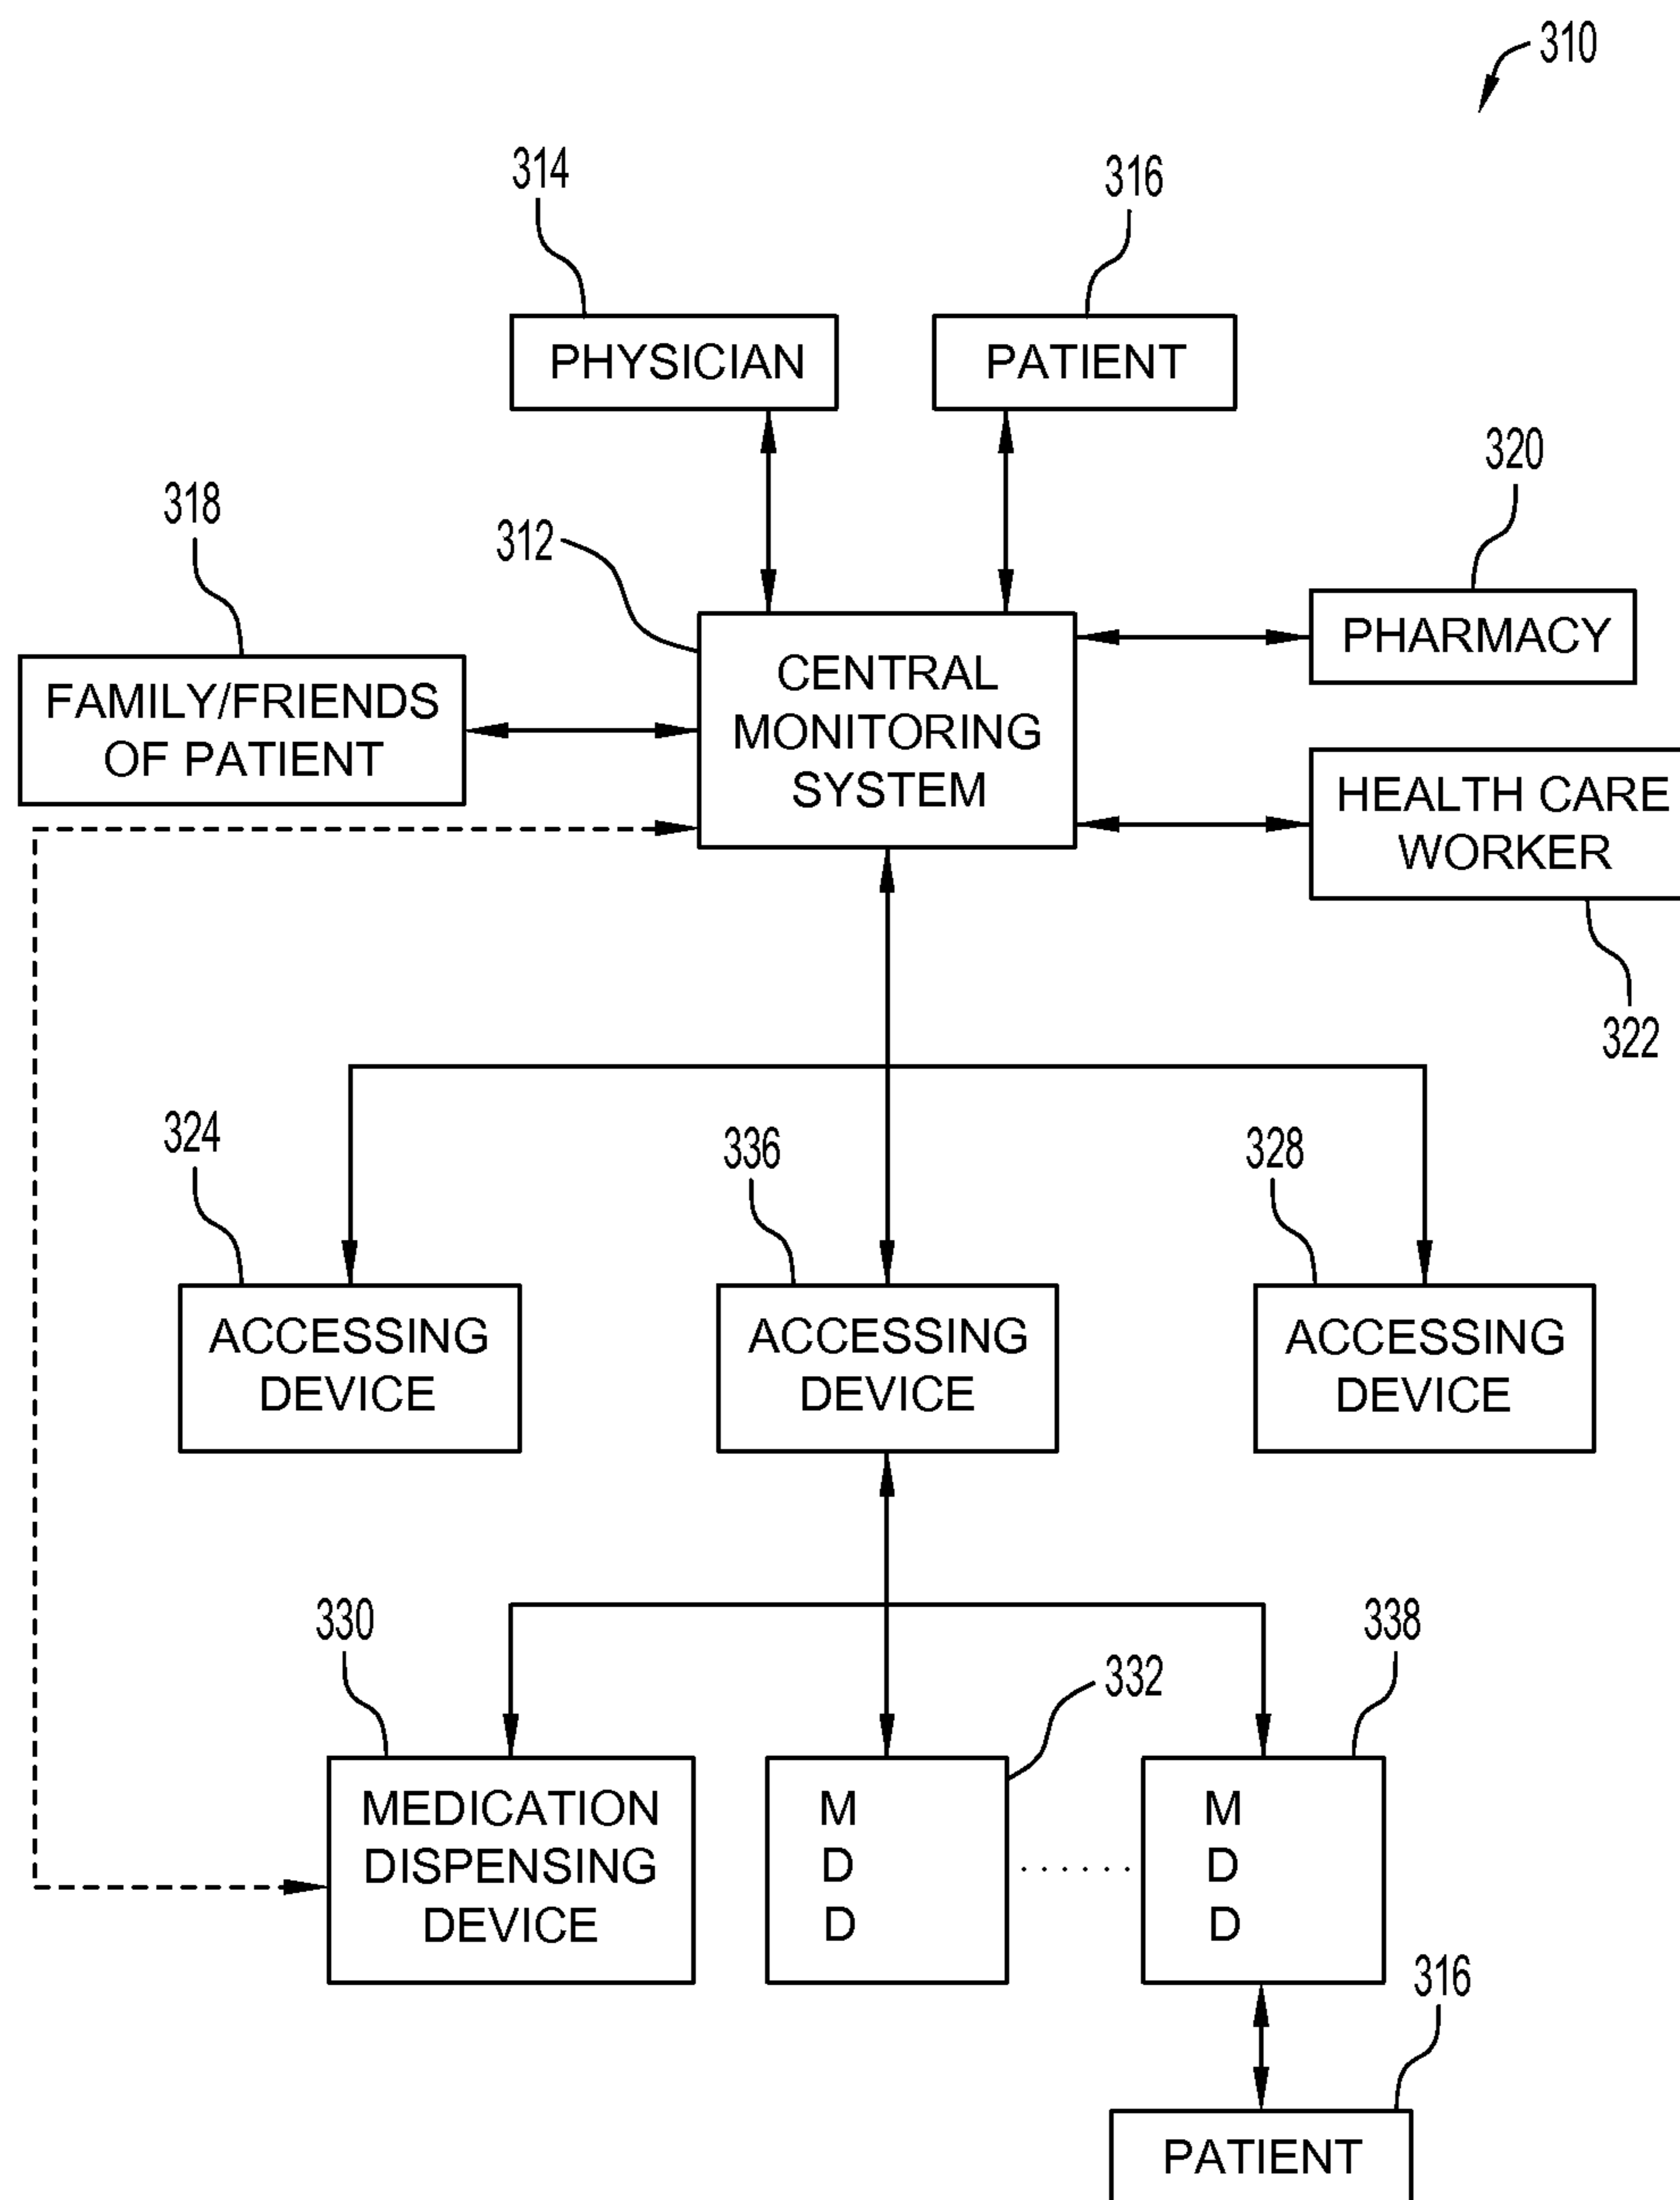 310
314
316
PHYSICIAN
PATIENT
320
318
312
PHARMACY
FAMILY/FRIENDS
OF PATIENT
CENTRAL
MONITORING
SYSTEM
HEALTH CARE
WORKER
322
324
336
328
ACCESSING
DEVICE
ACCESSING
DEVICE
ACCESSING
DEVICE
330
332
338
MEDICATION
DISPENSING
DEVICE
M
D
D
......
M
D
D
316
PATIENT